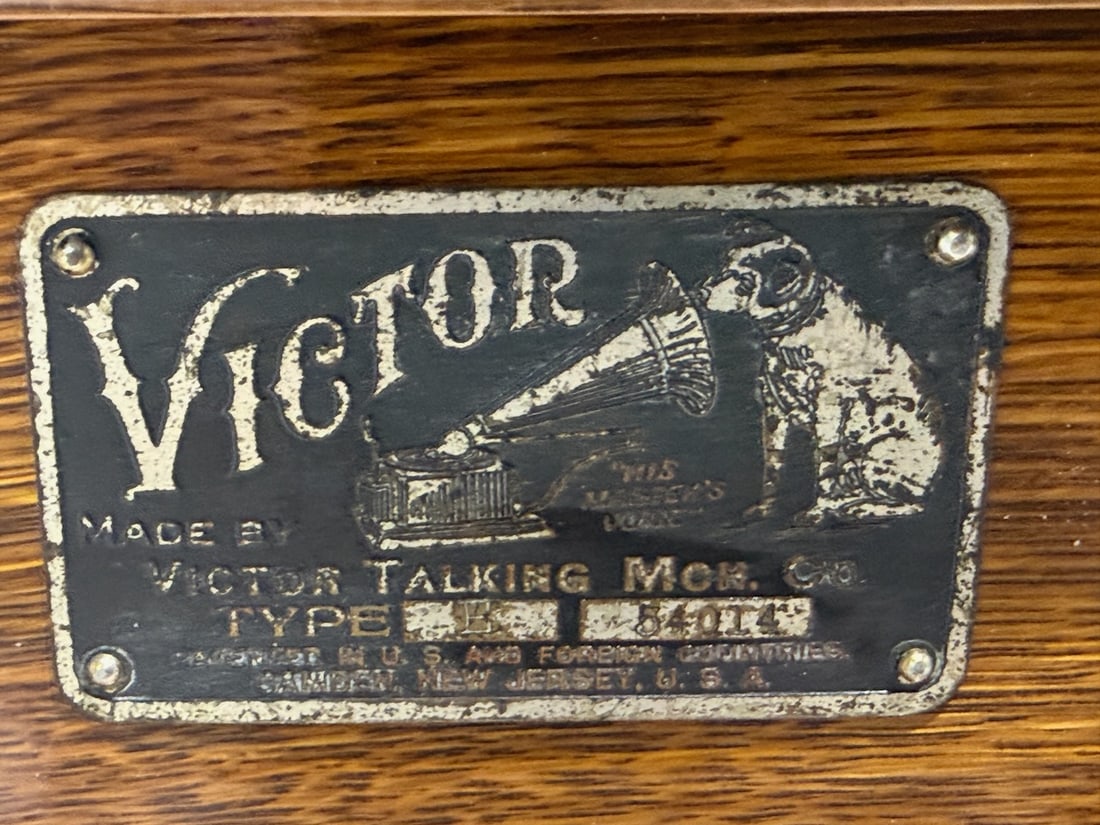 VICTOR
"HIS
MASTER'S
VOICE"
MADE BY
VICTOR TALKING MCH. CO.
TYPE E 54014
PATENTED IN U. S. AND FOREIGN COUNTRIES.
CAMDEN, NEW JERSEY, U. S. A.